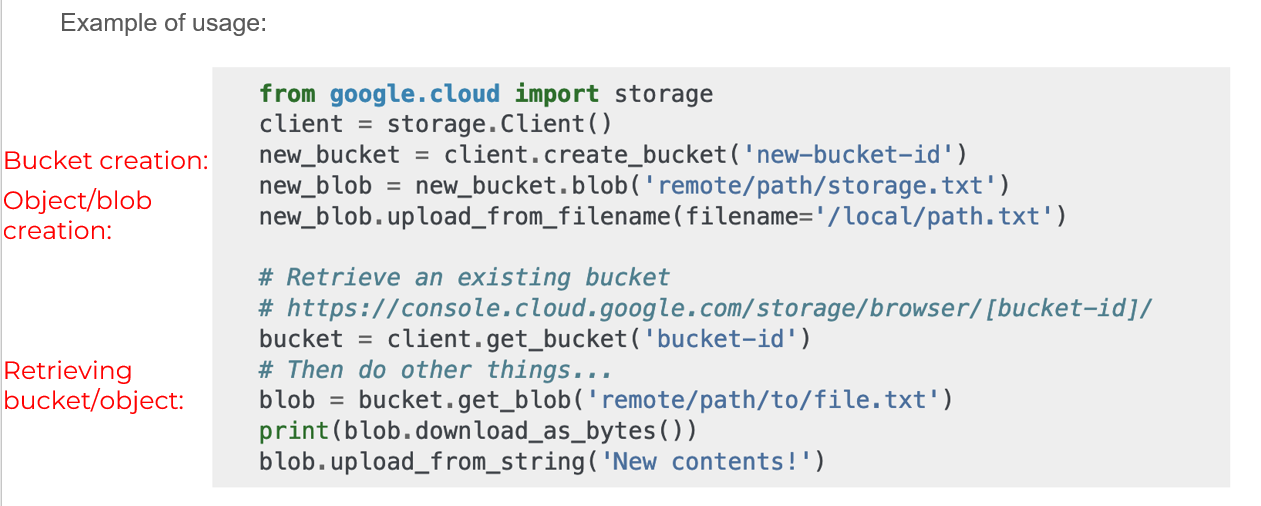 Example of usage:
from google.cloud import storage
client = storage.Client()
Bucket creation:
new_bucket = client.create_bucket('new-bucket-id')
Object/blob
creation:
new_blob = new_bucket.blob('remote/path/storage.txt')
new_blob.upload_from_filename(filename='/local/path.txt')
# Retrieve an existing bucket
# https://console.cloud.google.com/storage/browser/[bucket-id]/
bucket = client.get_bucket('bucket-id')
# Then do other things...
Retrieving
bucket/object:
blob = bucket.get_blob('remote/path/to/file.txt')
print(blob.download_as_bytes())
blob.upload_from_string('New contents!')